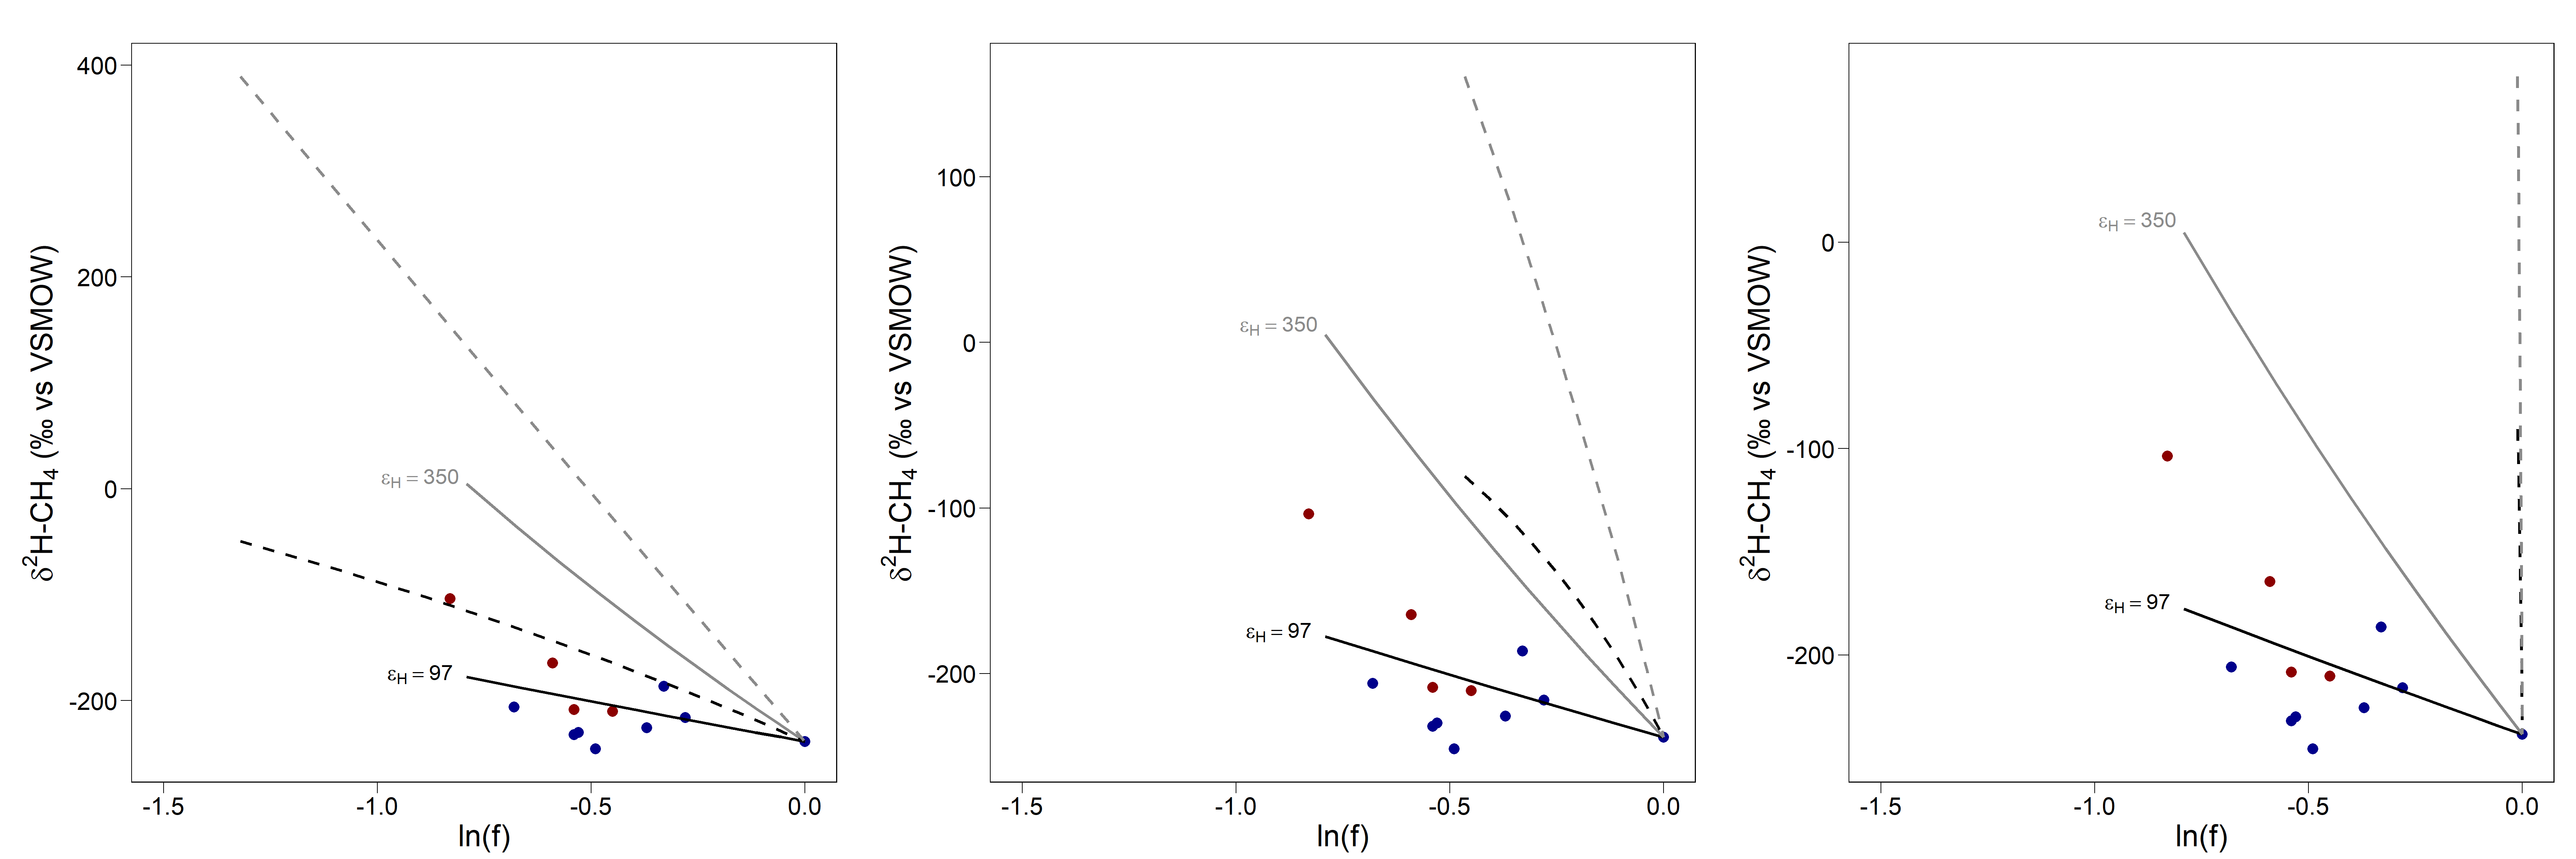 δ²H-CH₄ (‰ vs VSMOW)
400
200
0
-200
εH = 350
εH = 97
-1.5
-1.0
-0.5
0.0
ln(f)
δ²H-CH₄ (‰ vs VSMOW)
100
0
-100
-200
εH = 350
εH = 97
-1.5
-1.0
-0.5
0.0
ln(f)
δ²H-CH₄ (‰ vs VSMOW)
0
-100
-200
εH = 350
εH = 97
-1.5
-1.0
-0.5
0.0
ln(f)